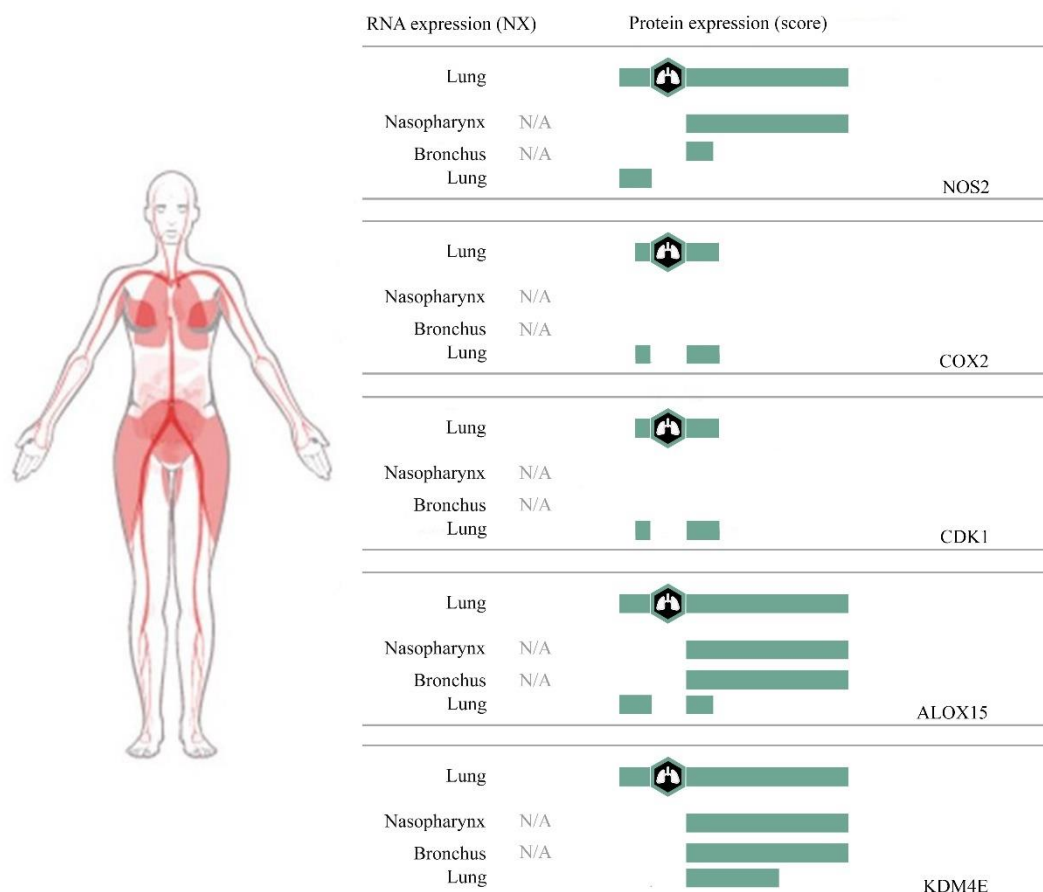 RNA expression (NX) Protein expression (score)
Lung
Nasopharynx N/A
Bronchus N/A
Lung
NOS2
Lung
Nasopharynx N/A
Bronchus N/A
Lung
COX2
Lung
Nasopharynx N/A
Bronchus N/A
Lung
CDK1
Lung
Nasopharynx N/A
Bronchus N/A
Lung
ALOX15
Lung
Nasopharynx N/A
Bronchus N/A
Lung
KDM4E